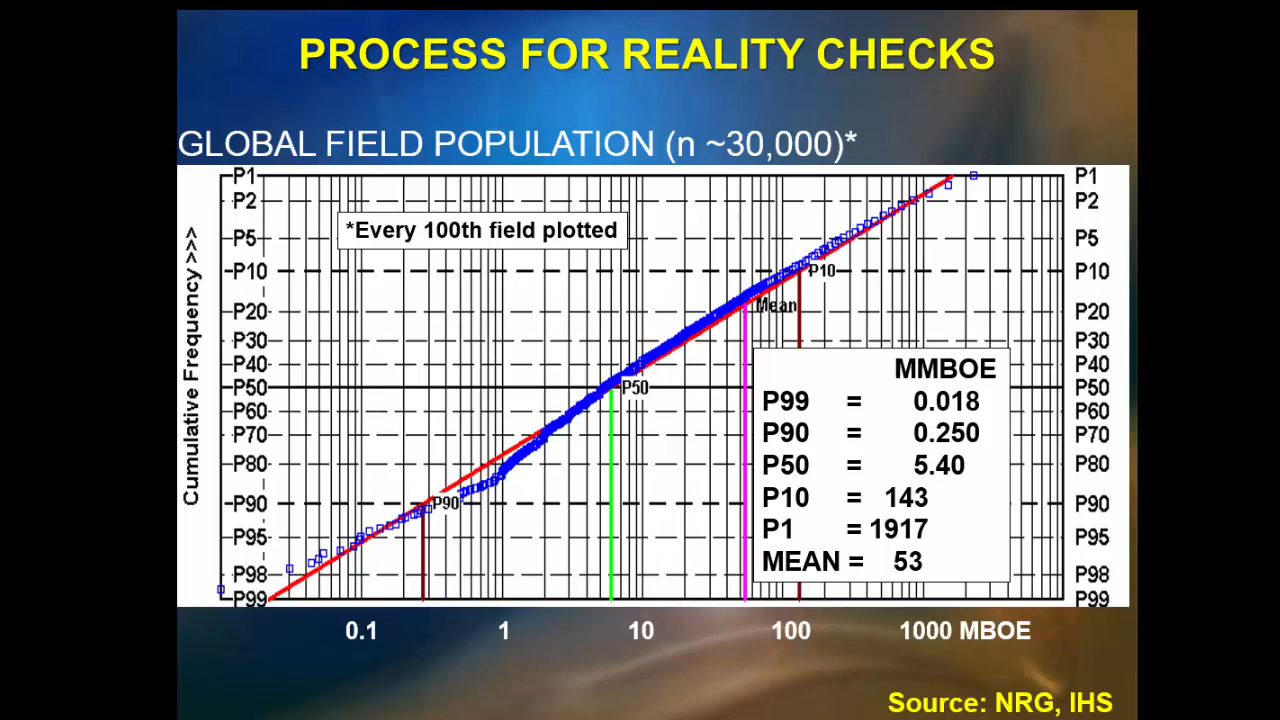 PROCESS FOR REALITY CHECKS
GLOBAL FIELD POPULATION (n ~30,000)*
P1 P1
P2 P2
*Every 100th field plotted
P5 P5
P10 P10 P10
Mean
P20 P20
P30 P30
P40 P40
P50 P50 P50
P60 P60
P70 P70
P80 P80
P90 P90 P90
P95 P95
P98 P98
P99 P99
Cumulative Frequency >>>
MMBOE
P99 = 0.018
P90 = 0.250
P50 = 5.40
P10 = 143
P1 = 1917
MEAN = 53
0.1 1 10 100 1000 MBOE
Source: NRG, IHS